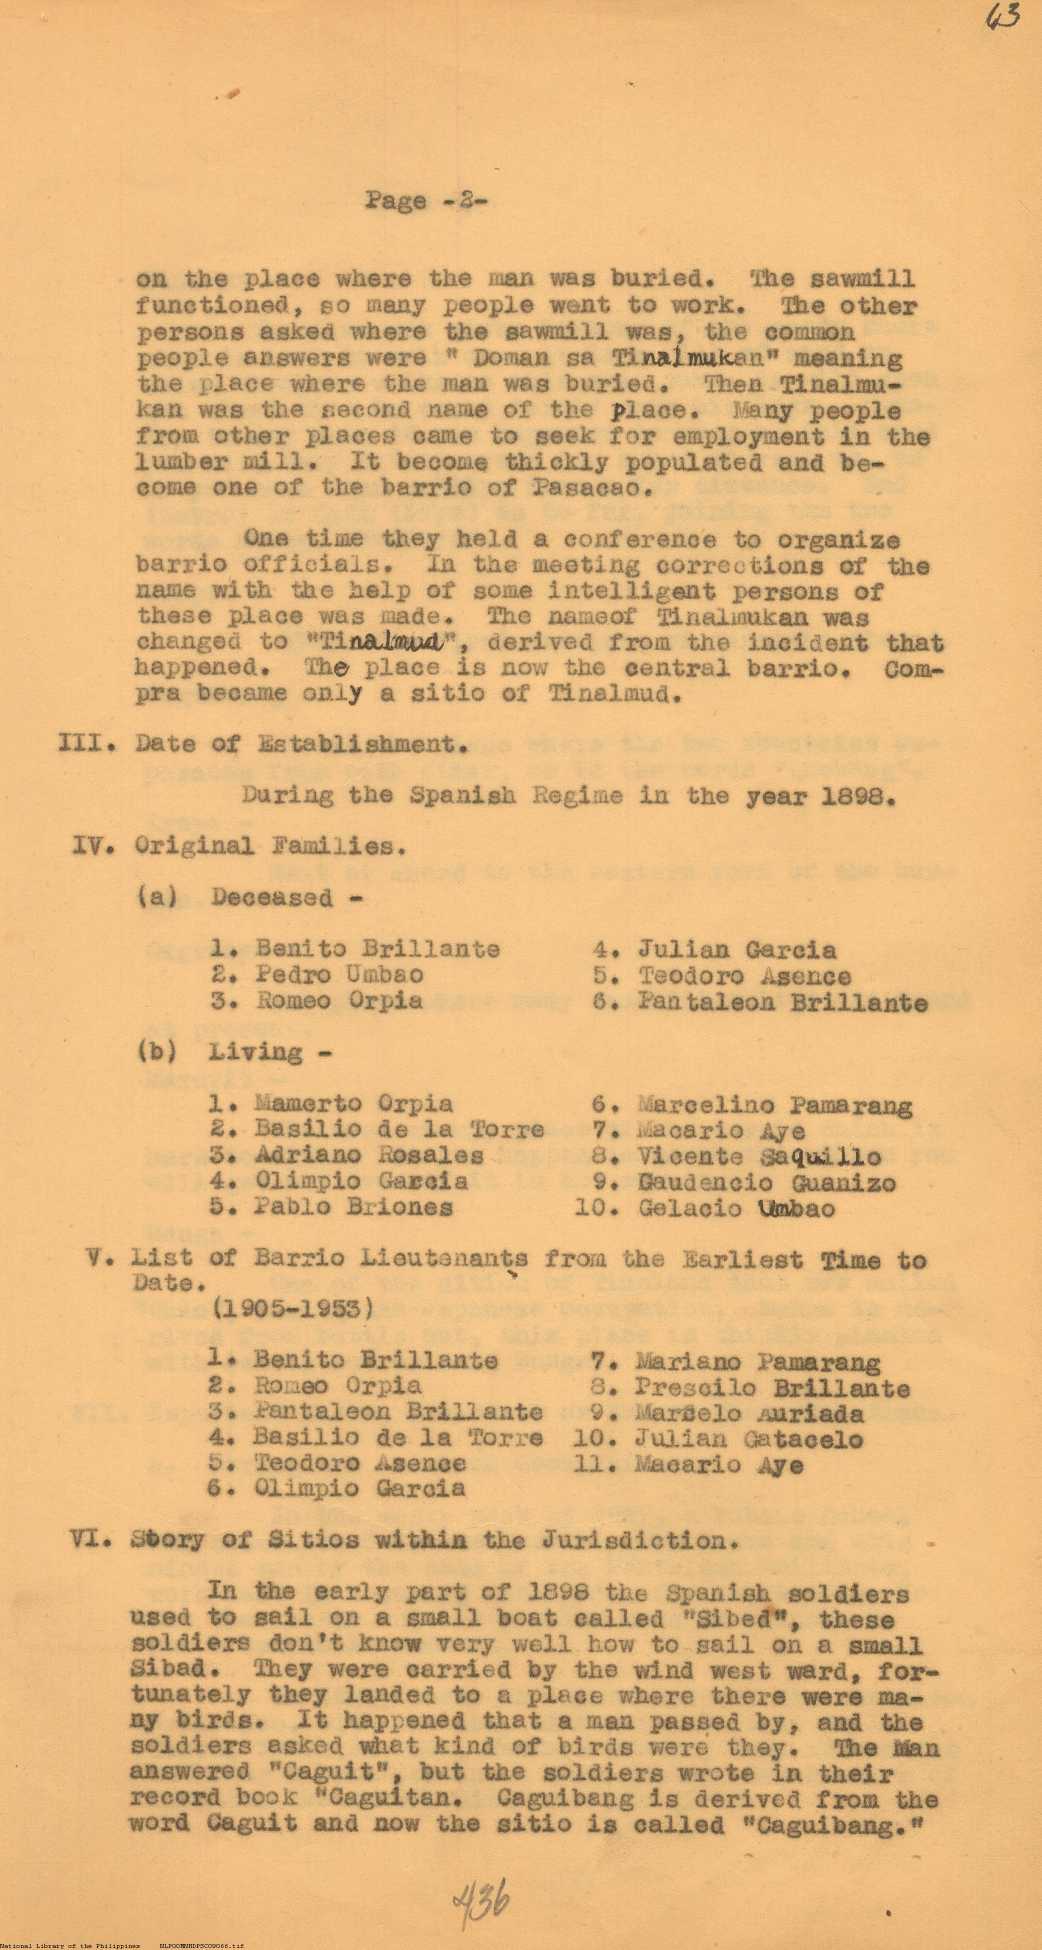 63
Page -2-
on the place where the man was buried. The sawmill
functioned, so many people went to work. The other
persons asked where the sawmill was, the common
people answers were " Doman sa Tinalmukan" meaning
the place where the man was buried. Then Tinalmu-
kan was the second name of the place. Many people
from other places came to seek for employment in the
lumber mill. It become thickly populated and be-
come one of the barrio of Pasacao.
One time they held a conference to organize
barrio officials. In the meeting corrections of the
name with the help of some intelligent persons of
these place was made. The nameof Tinalmukan was
changed to "Tinalmud", derived from the incident that
happened. The place is now the central barrio. Com-
pra became only a sitio of Tinalmud.
III. Date of Establishment.
During the Spanish Regime in the year 1898.
IV. Original Families.
(a) Deceased -
1. Benito Brillante 4. Julian Garcia
2. Pedro Umbao 5. Teodoro Asence
3. Romeo Orpia 6. Pantaleon Brillante
(b) Living -
1. Mamerto Orpia 6. Marcelino Pamarang
2. Basilio de la Torre 7. Macario Aye
3. Adriano Rosales 8. Vicente Saquillo
4. Olimpio Garcia 9. Gaudencio Guanizo
5. Pablo Briones 10. Gelacio Umbao
V. List of Barrio Lieutenants from the Earliest Time to
Date.
(1905-1953)
1. Benito Brillante 7. Mariano Pamarang
2. Romeo Orpia 8. Prescilo Brillante
3. Pantaleon Brillante 9. Marcelo Auriada
4. Basilio de la Torre 10. Julian Gatacelo
5. Teodoro Asence 11. Macario Aye
6. Olimpio Garcia
VI. Story of Sitios within the Jurisdiction.
In the early part of 1898 the Spanish soldiers
used to sail on a small boat called "Sibed", these
soldiers don't know very well how to sail on a small
Sibad. They were carried by the wind west ward, for-
tunately they landed to a place where there were ma-
ny birds. It happened that a man passed by, and the
soldiers asked what kind of birds were they. The Man
answered "Caguit", but the soldiers wrote in their
record book "Caguitan. Caguibang is derived from the
word Caguit and now the sitio is called "Caguibang."
436
National Library of the Philippines NLPOOMNHDP5C09066.tif